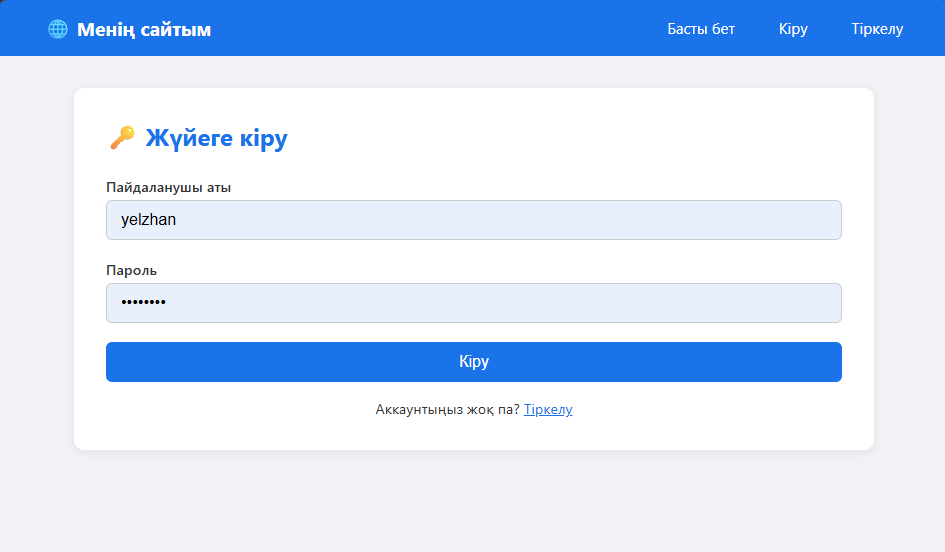 Менің сайтым
Басты бет
Кіру
Тіркелу
Жүйеге кіру
Пайдаланушы аты
yelzhan
Пароль
••••••••
Кіру
Аккаунтыңыз жоқ па? Тіркелу